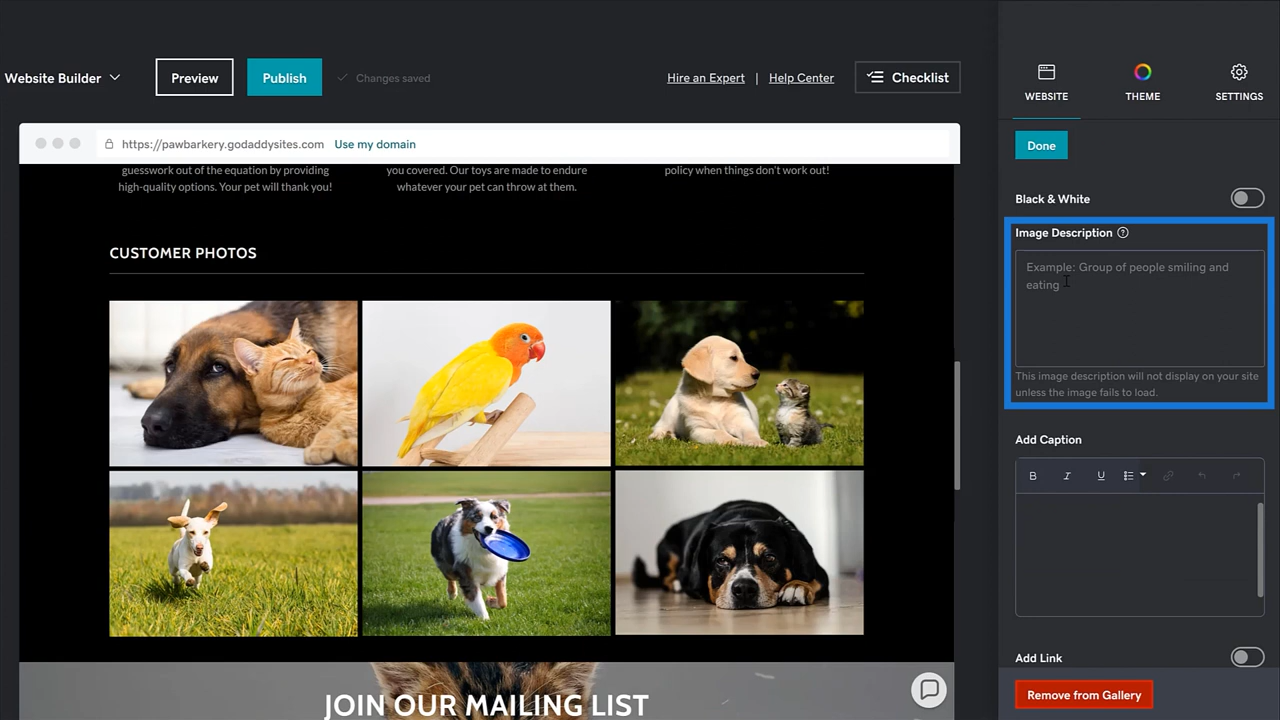 Website Builder
Preview
Publish
Changes saved
Hire an Expert | Help Center
Checklist
WEBSITE
THEME
SETTINGS
https://pawbarkery.godaddysites.com Use my domain
Done
guesswork out of the equation by providing
high-quality options. Your pet will thank you!
you covered. Our toys are made to endure
whatever your pet can throw at them.
policy when things don't work out!
Black & White
Image Description
Example: Group of people smiling and
eating
This image description will not display on your site
unless the image fails to load.
CUSTOMER PHOTOS
Add Caption
B I U
Add Link
Remove from Gallery
JOIN OUR MAILING LIST